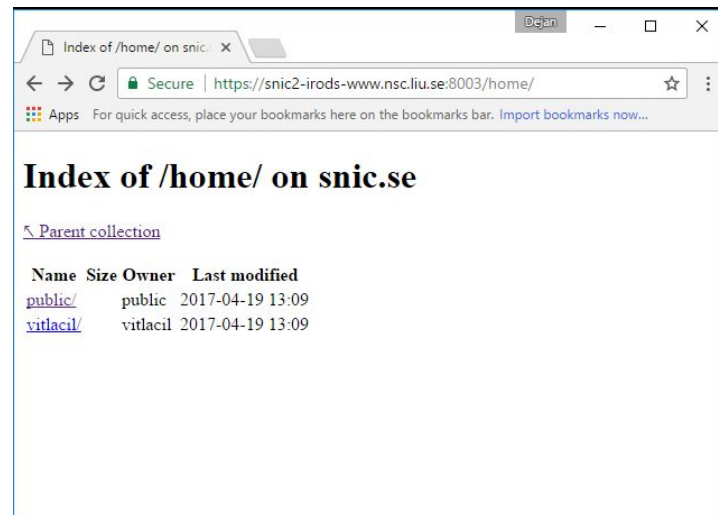 Dejan
Index of /home/ on snic.
Secure https://snic2-irods-www.nsc.liu.se:8003/home/
Apps For quick access, place your bookmarks here on the bookmarks bar. Import bookmarks now...
Index of /home/ on snic.se
Parent collection
Name Size Owner Last modified
public/ public 2017-04-19 13:09
vitlacil/ vitlacil 2017-04-19 13:09